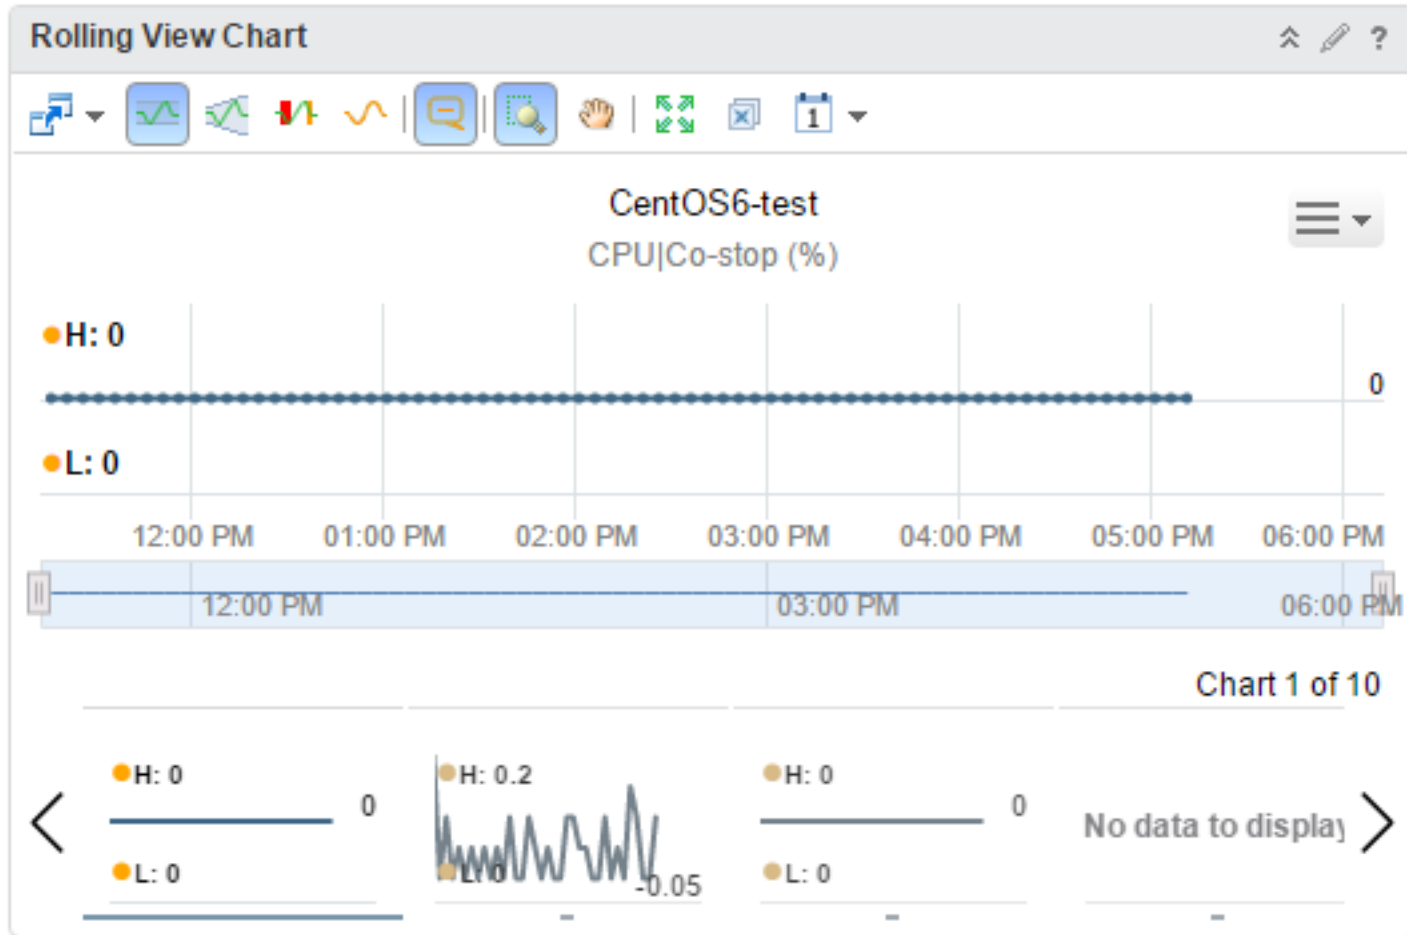 Rolling View Chart
?
1
CentOS6-test
CPU|Co-stop (%)
H: 0
0
L: 0
12:00 PM 01:00 PM 02:00 PM 03:00 PM 04:00 PM 05:00 PM 06:00 PM
12:00 PM 03:00 PM 06:00 PM
Chart 1 of 10
H: 0 H: 0.2 H: 0
0 0
No data to display
L: 0 L: 0 -0.05 L: 0